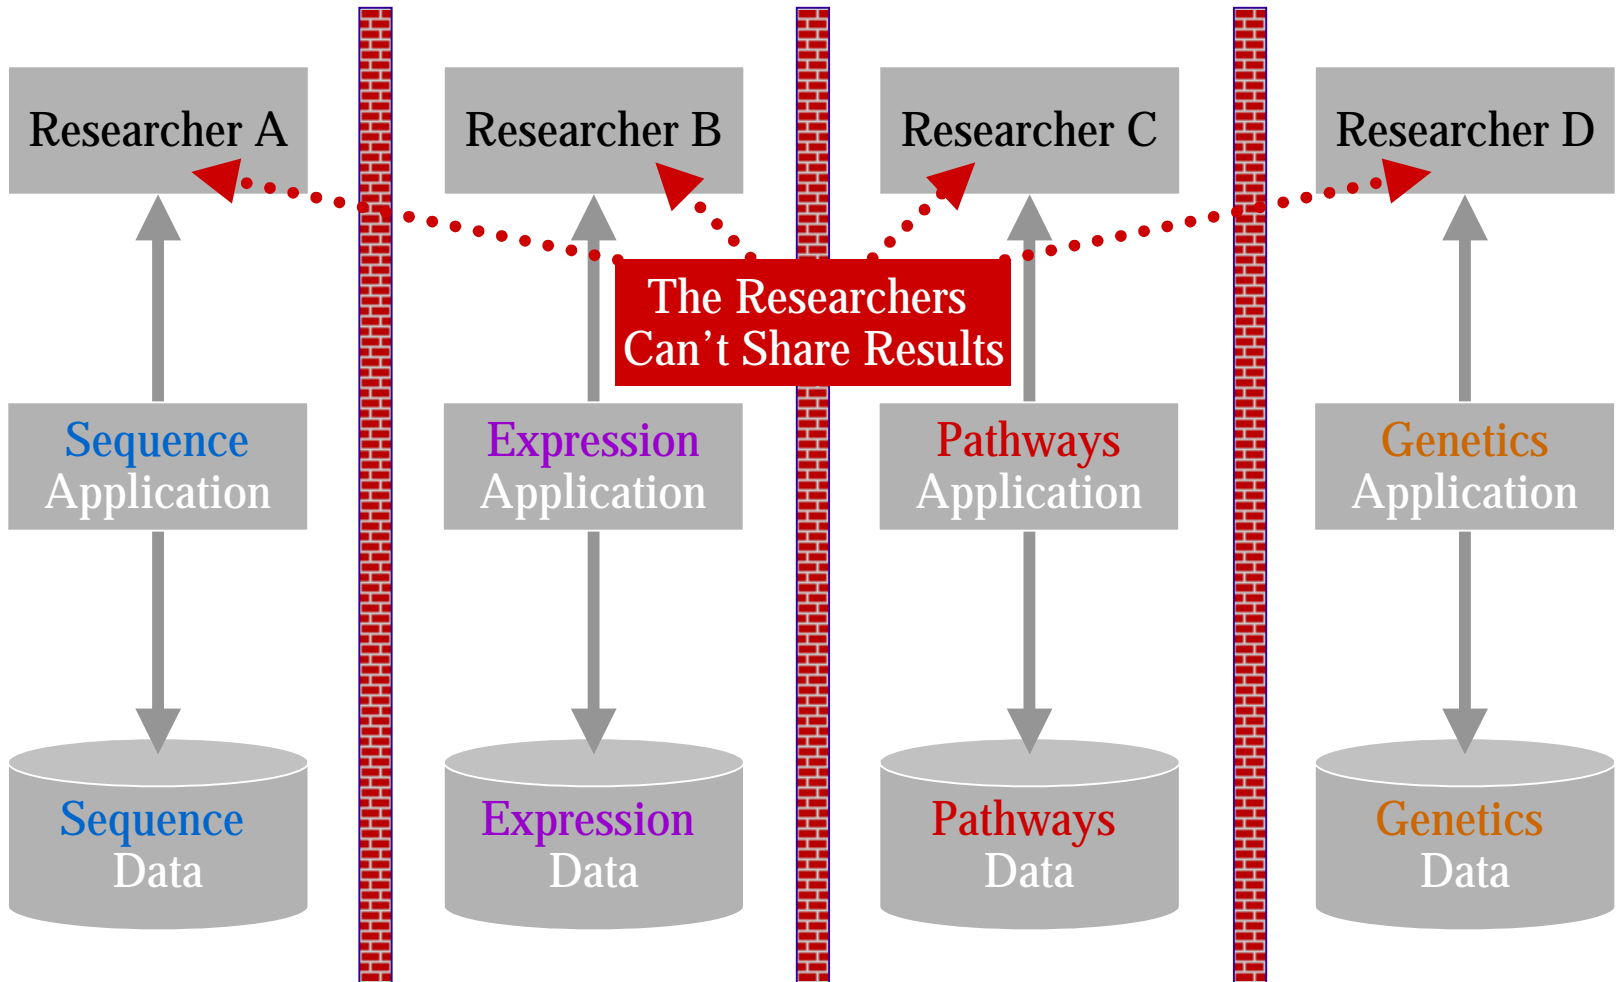 Researcher A
Researcher B
Researcher C
Researcher D
The Researchers
Can’t Share Results
Sequence
Application
Expression
Application
Pathways
Application
Genetics
Application
Sequence
Data
Expression
Data
Pathways
Data
Genetics
Data